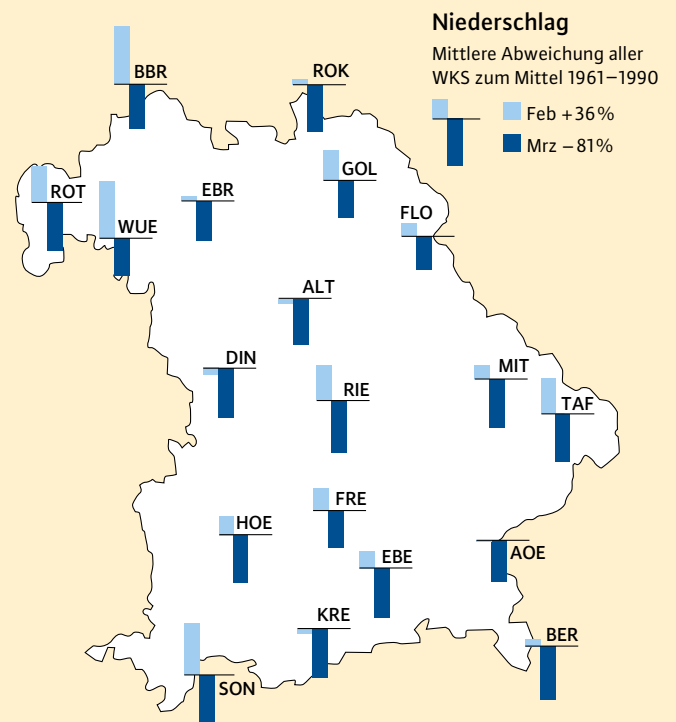 Niederschlag
Mittlere Abweichung aller
WKS zum Mittel 1961–1990
Feb +36%
Mrz –81%
BBR
ROK
GOL
ROT
EBR
FLO
WUE
ALT
DIN
MIT
RIE
TAF
FRE
HOE
AOE
EBE
KRE
BER
SON